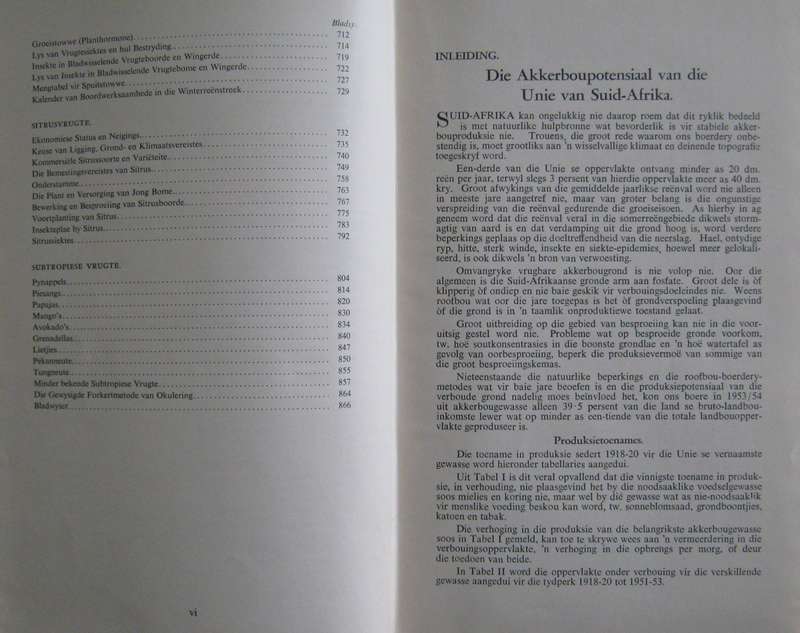 Bladsy.
Groeistowwe (Planthormone) 712
Lys van Vrugtesiektes en hul Bestryding 714
Insekte in Bladwisselende Vrugteboorde en Wingerde 719
Lys van Insekte in Bladwisselende Vrugtebome en Wingerde 722
Mengtabel vir Spuitstowwe 727
Kalender van Boordwerksaamhede in die Winterreënstreek 729
SITRUSVRUGTE.
Ekonomiese Status en Neigings 732
Keuse van Ligging, Grond- en Klimaatsvereistes 735
Kommersiële Sitrussoorte en Variëteite 740
Die Bemestingsvereistes van Sitrus 749
Onderstamme 758
Die Plant en Versorging van Jong Bome 763
Bewerking en Besproeiing van Sitrusboorde 767
Voortplanting van Sitrus 775
Insekteplae by Sitrus 783
Sitrussiektes 792
SUBTROPIESE VRUGTE.
Pynappels 804
Piesangs 814
Papajas 820
Mango's 830
Avokado's 834
Grenadellas 840
Lietjies 847
Pekanneute 850
Tungneute 855
Minder bekende Subtropiese Vrugte 857
Die Gewysigde Forkertmetode van Okulering 864
Bladwyser 866
vi
INLEIDING.
Die Akkerboupotensiaal van die
Unie van Suid-Afrika.
SUID-AFRIKA kan ongelukkig nie daarop roem dat dit ryklik bedeeld
is met natuurlike hulpbronne wat bevorderlik is vir stabiele akker-
bouproduksie nie. Trouens, die groot rede waarom ons boerdery onbe-
stendig is, moet grootliks aan 'n wisselvallige klimaat en deinende topografie
toegeskryf word.
Een-derde van die Unie se oppervlakte ontvang minder as 20 dm.
reën per jaar, terwyl slegs 3 persent van hierdie oppervlakte meer as 40 dm.
kry. Groot afwykings van die gemiddelde jaarlikse reënval word nie alleen
in meeste jare aangetref nie, maar van groter belang is die ongunstige
verspreiding van die reënval gedurende die groeiseisoen. As hierby in ag
geneem word dat die reënval veral in die somerreëngebiede dikwels storm-
agtig van aard is en dat verdamping uit die grond hoog is, word verdere
beperkings geplaas op die doeltreffendheid van die neerslag. Hael, ontydige
ryp, hitte, sterk winde, insekte en siekte-epidemies, hoewel meer gelokali-
seerd, is ook dikwels 'n bron van verwoesting.
Omvangryke vrugbare akkerbougrond is nie volop nie. Oor die
algemeen is die Suid-Afrikaanse gronde arm aan fosfate. Groot dele is òf
klipperig òf ondiep en nie baie geskik vir verbouingsdoeleindes nie. Weens
roofbou wat oor die jare toegepas is het òf grondverspoeling plaasgevind
òf die grond is in 'n taamlik onproduktiewe toestand gelaat.
Groot uitbreiding op die gebied van besproeiing kan nie in die voor-
uitsig gestel word nie. Probleme wat op besproeide gronde voorkom,
tw. hoë soutkonsentrasies in die boonste grondlae en 'n hoë watertafel as
gevolg van oorbesproeiing, beperk die produksievermoë van sommige van
die groot besproeiingskemas.
Nieteenstaande die natuurlike beperkings en die roofbou-boerdery-
metodes wat vir baie jare beoefen is en die produksiepotensiaal van die
verboude grond nadelig moes beïnvloed het, kon ons boere in 1953/54
uit akkerbougewasse alleen 39·5 persent van die land se bruto-landbou-
inkomste lewer wat op minder as een-tiende van die totale landbouopper-
vlakte geproduseer is.
Produksietoenames.
Die toename in produksie sedert 1918-20 vir die Unie se vernaamste
gewasse word hieronder tabellaries aangedui.
Uit Tabel I is dit veral opvallend dat die vinnigste toename in produk-
sie, in verhouding, nie plaasgevind het by die noodsaaklike voedselgewasse
soos mielies en koring nie, maar wel by dié gewasse wat as nie-noodsaaklik
vir menslike voeding beskou kan word, tw. sonneblomsaad, grondboontjies,
katoen en tabak.
Die verhoging in die produksie van die belangrikste akkerbougewasse
soos in Tabel I gemeld, kan toe te skrywe wees aan 'n vermeerdering in die
verbouingsoppervlakte, 'n verhoging in die opbrengs per morg, of deur
die toedoen van beide.
In Tabel II word die oppervlakte onder verbouing vir die verskillende
gewasse aangedui vir die tydperk 1918-20 tot 1951-53.